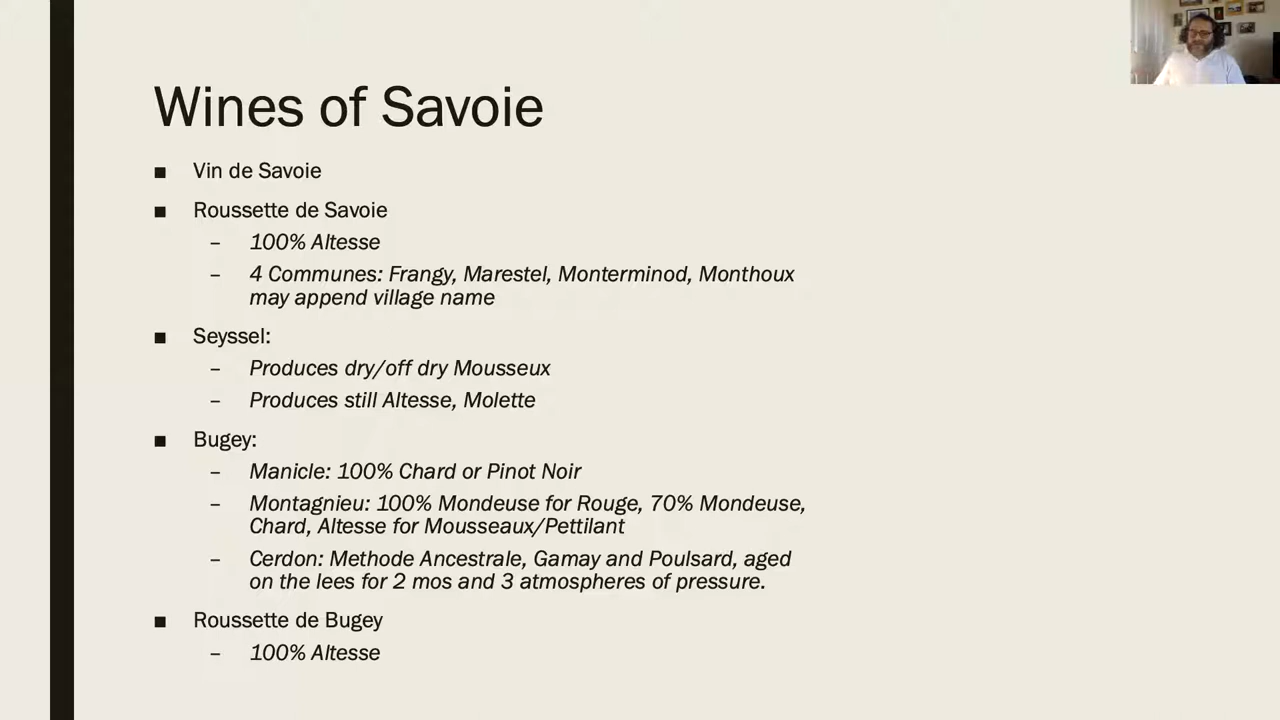 Wines of Savoie
■ Vin de Savoie
■ Roussette de Savoie
– 100% Altesse
– 4 Communes: Frangy, Marestel, Monterminod, Monthoux
may append village name
■ Seyssel:
– Produces dry/off dry Mousseux
– Produces still Altesse, Molette
■ Bugey:
– Manicle: 100% Chard or Pinot Noir
– Montagnieu: 100% Mondeuse for Rouge, 70% Mondeuse,
Chard, Altesse for Mousseaux/Pettilant
– Cerdon: Methode Ancestrale, Gamay and Poulsard, aged
on the lees for 2 mos and 3 atmospheres of pressure.
■ Roussette de Bugey
– 100% Altesse